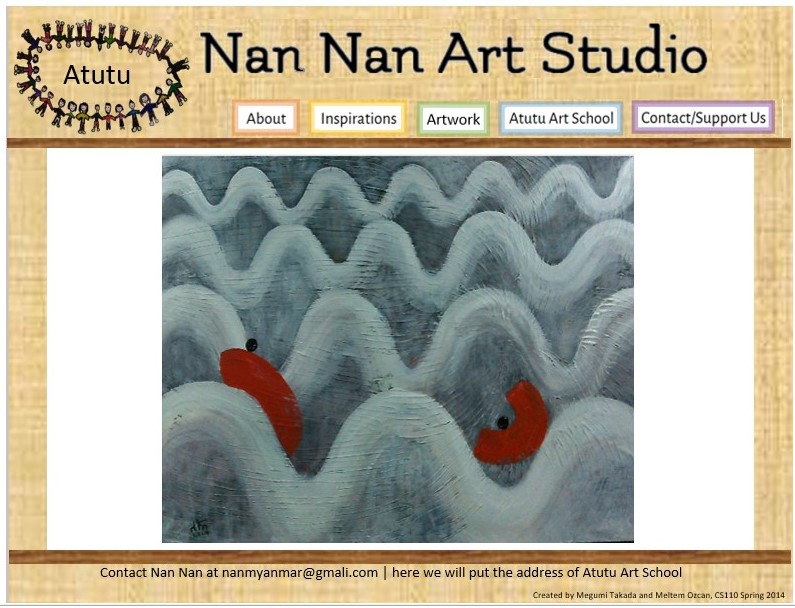 Atutu
Nan Nan Art Studio
About
Inspirations
Artwork
Atutu Art School
Contact/Support Us
Contact Nan Nan at nanmyanmar@gmali.com | here we will put the address of Atutu Art School
Created by Megumi Takada and Meltem Ozcan, CS110 Spring 2014